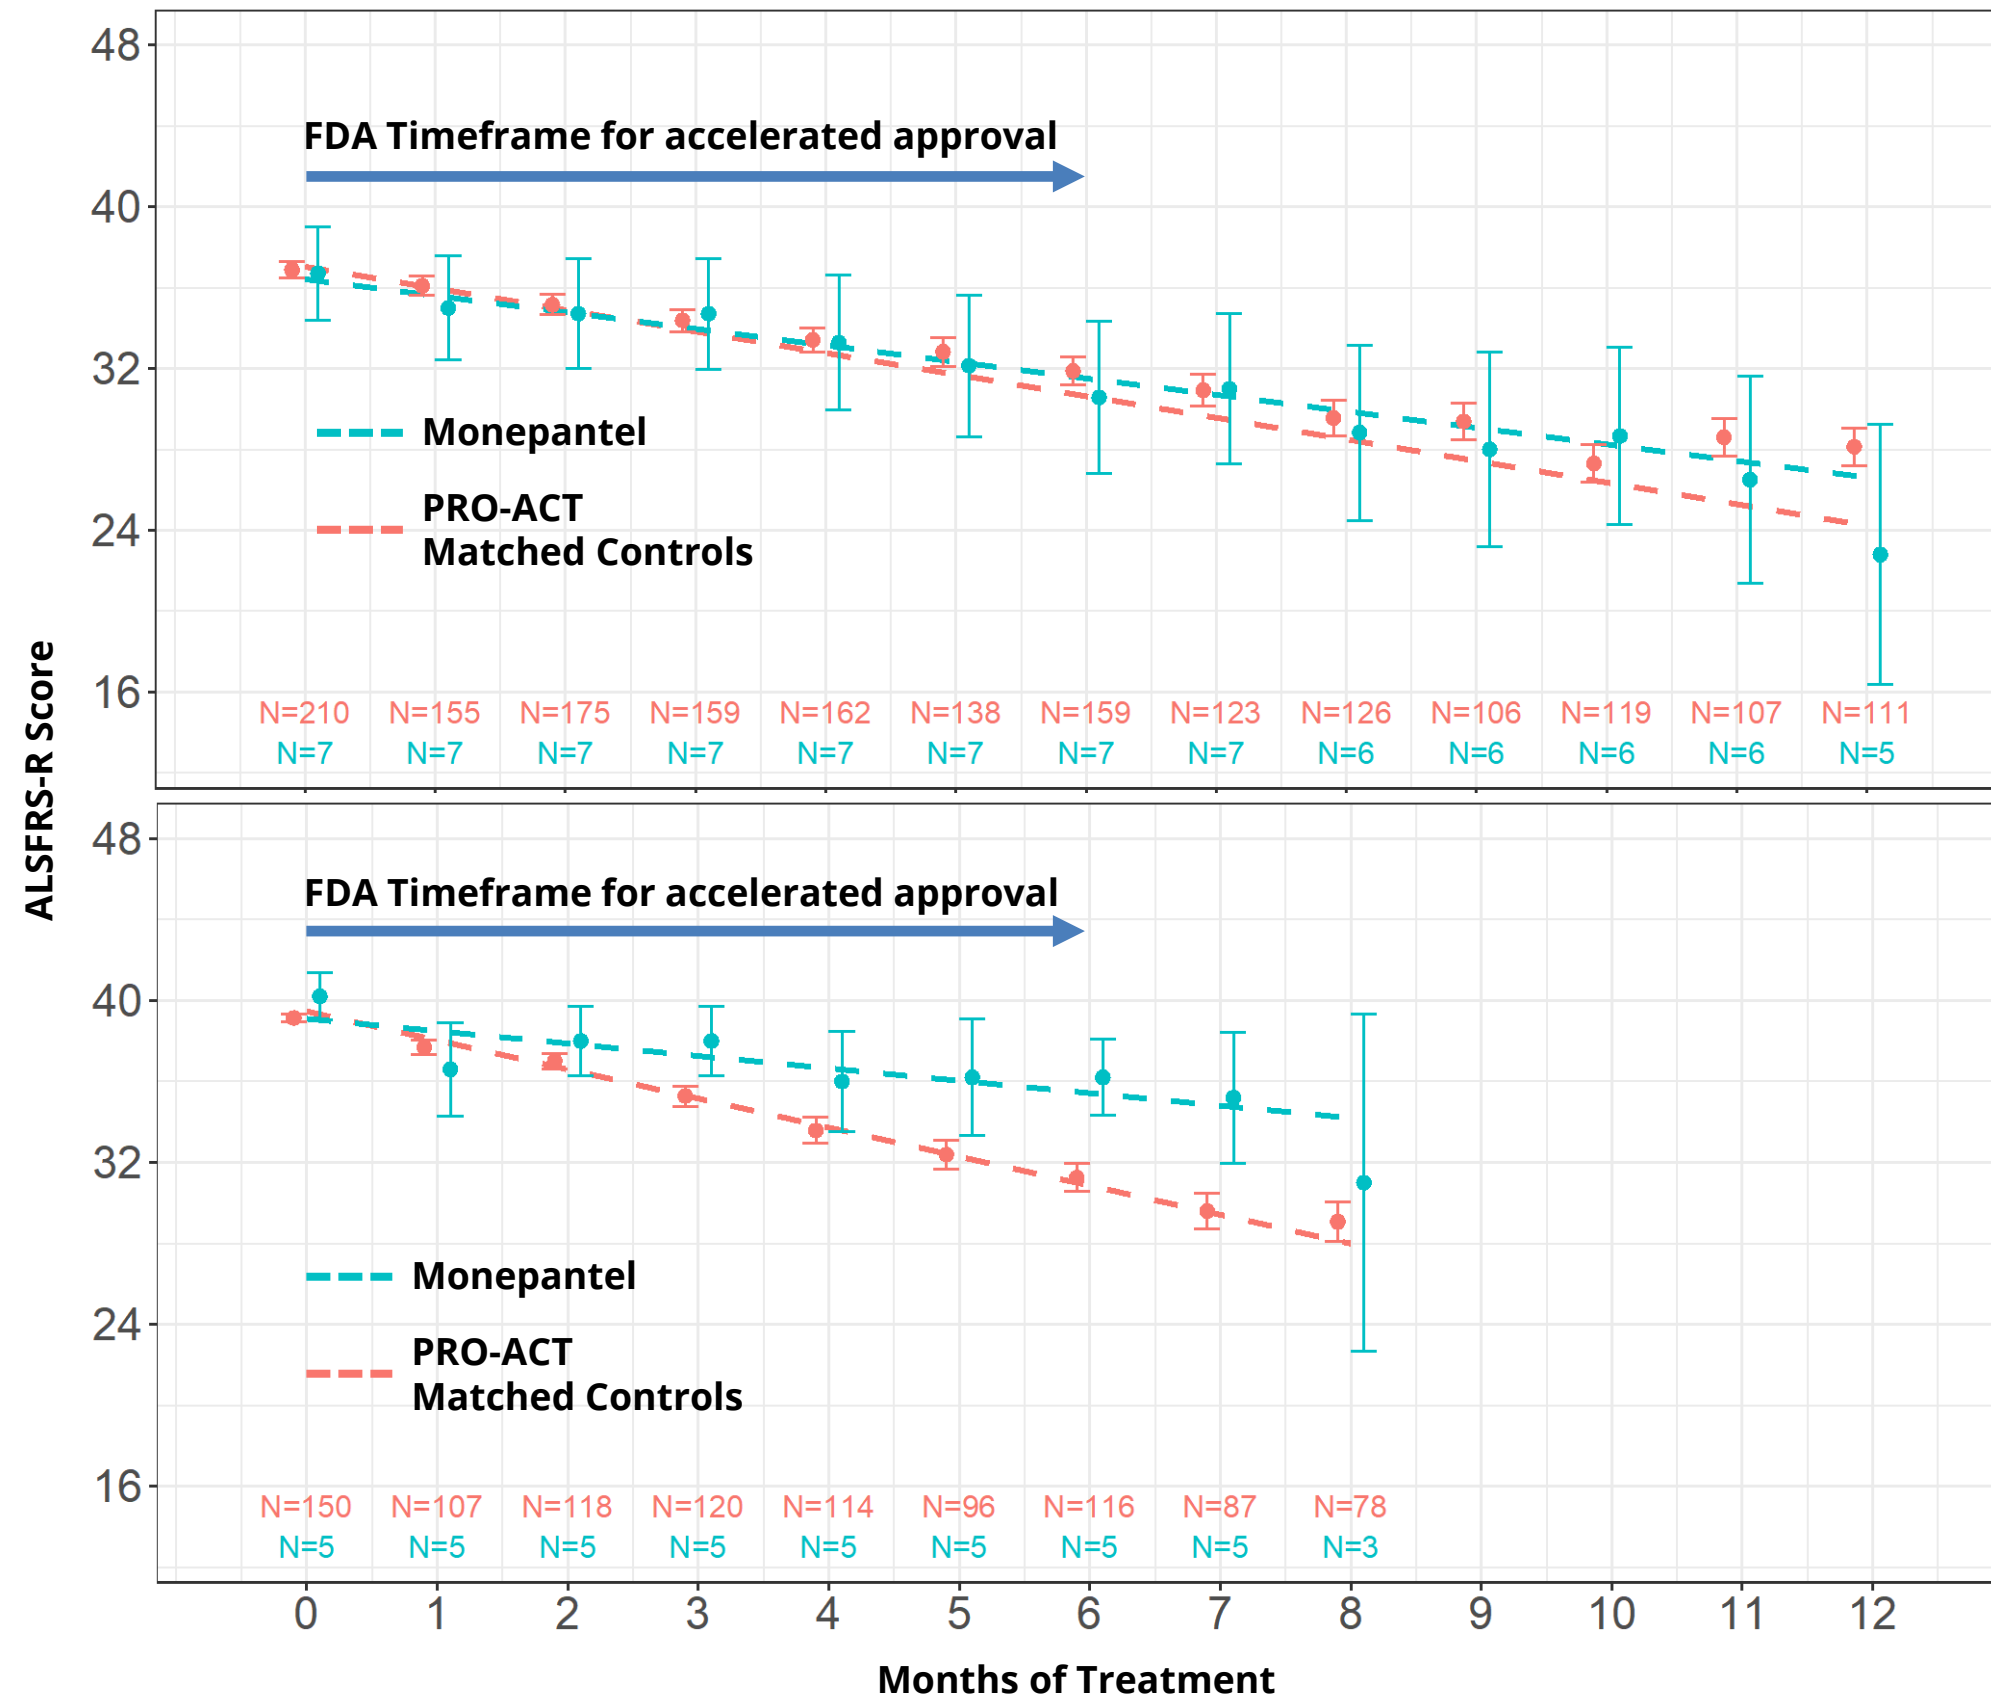 48
FDA Timeframe for accelerated approval
40
32
Monepantel
PRO-ACT
Matched Controls
24
16
N=210 N=155 N=175 N=159 N=162 N=138 N=159 N=123 N=126 N=106 N=119 N=107 N=111
N=7 N=7 N=7 N=7 N=7 N=7 N=7 N=7 N=6 N=6 N=6 N=6 N=5
ALSFRS-R Score
48
FDA Timeframe for accelerated approval
40
32
Monepantel
24
PRO-ACT
Matched Controls
16
N=150 N=107 N=118 N=120 N=114 N=96 N=116 N=87 N=78
N=5 N=5 N=5 N=5 N=5 N=5 N=5 N=5 N=3
0 1 2 3 4 5 6 7 8 9 10 11 12
Months of Treatment